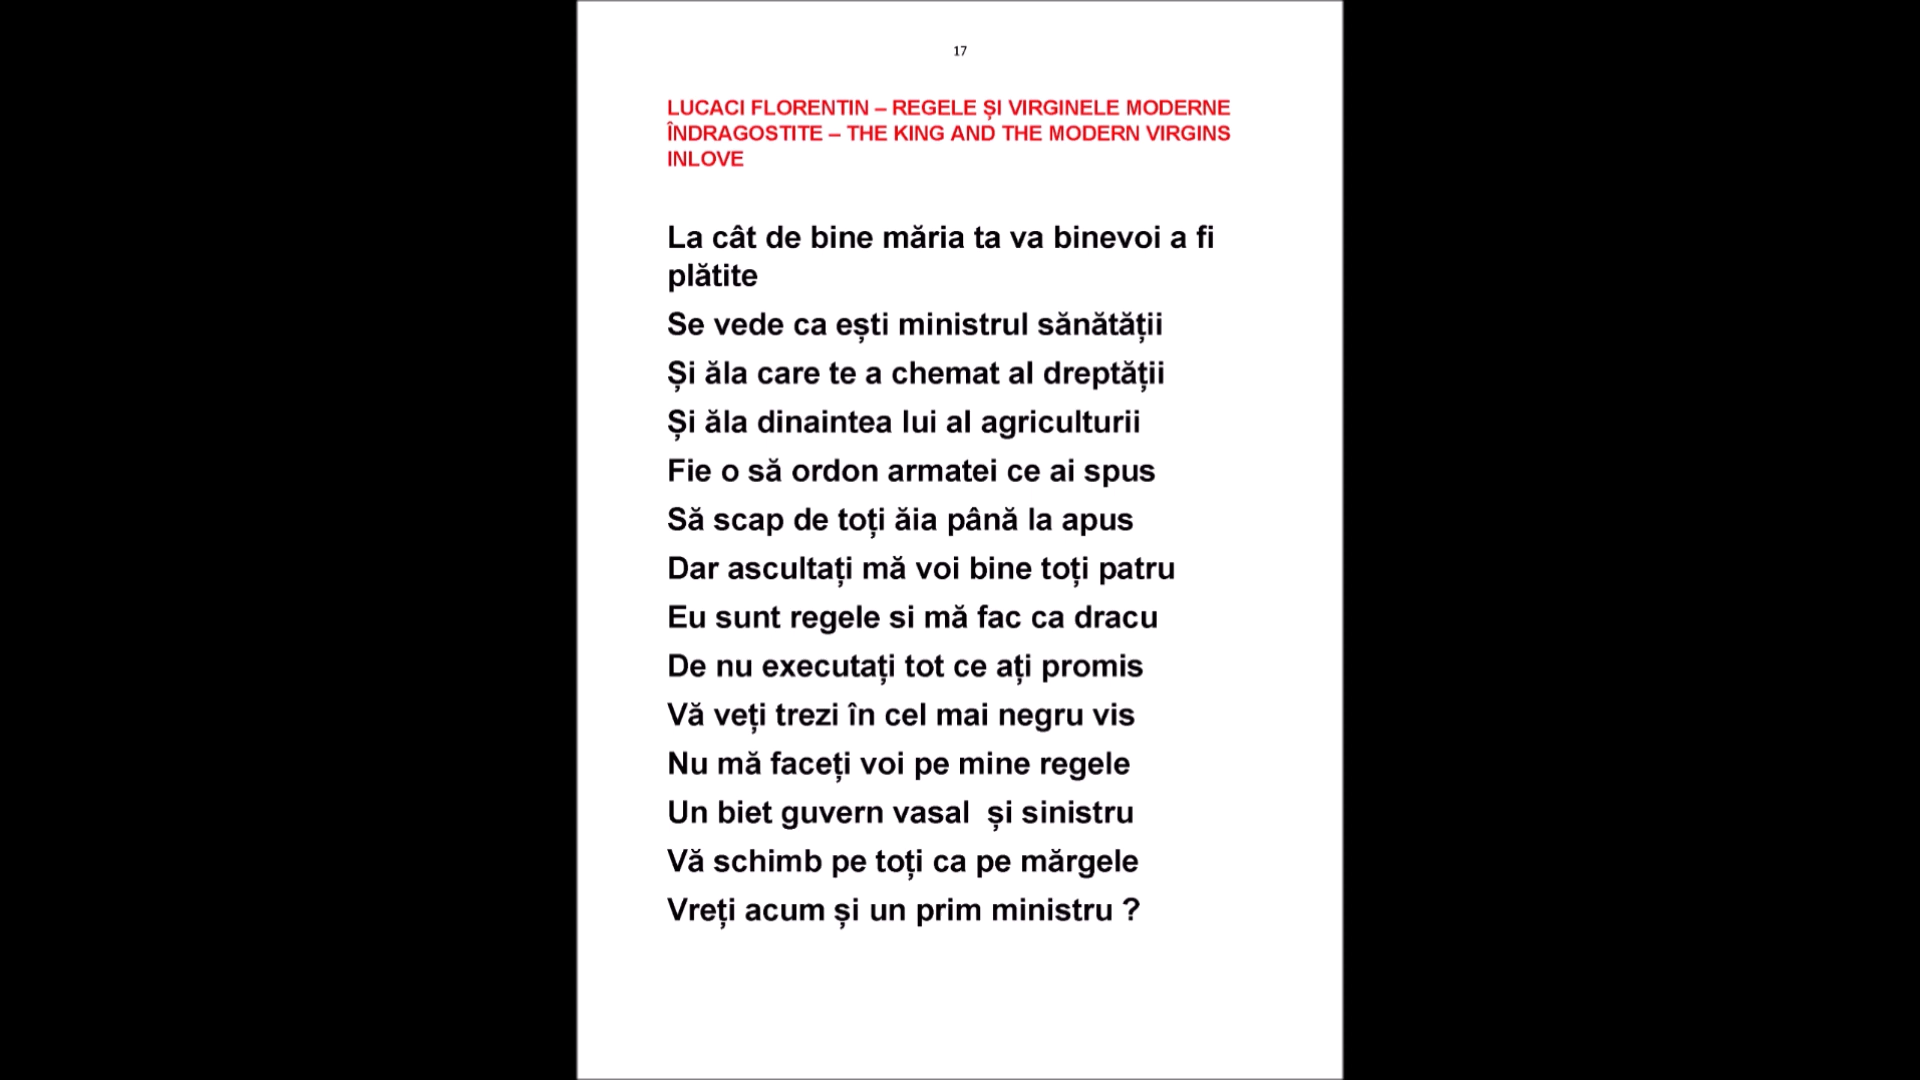 17
LUCACI FLORENTIN – REGELE ȘI VIRGINELE MODERNE
ÎNDRAGOSTITE – THE KING AND THE MODERN VIRGINS
INLOVE
La cât de bine măria ta va binevoi a fi
plătite
Se vede ca ești ministrul sănătății
Și ăla care te a chemat al dreptății
Și ăla dinaintea lui al agriculturii
Fie o să ordon armatei ce ai spus
Să scap de toți ăia până la apus
Dar ascultați mă voi bine toți patru
Eu sunt regele si mă fac ca dracu
De nu executați tot ce ați promis
Vă veți trezi în cel mai negru vis
Nu mă faceți voi pe mine regele
Un biet guvern vasal  și sinistru
Vă schimb pe toți ca pe mărgele
Vreți acum și un prim ministru ?